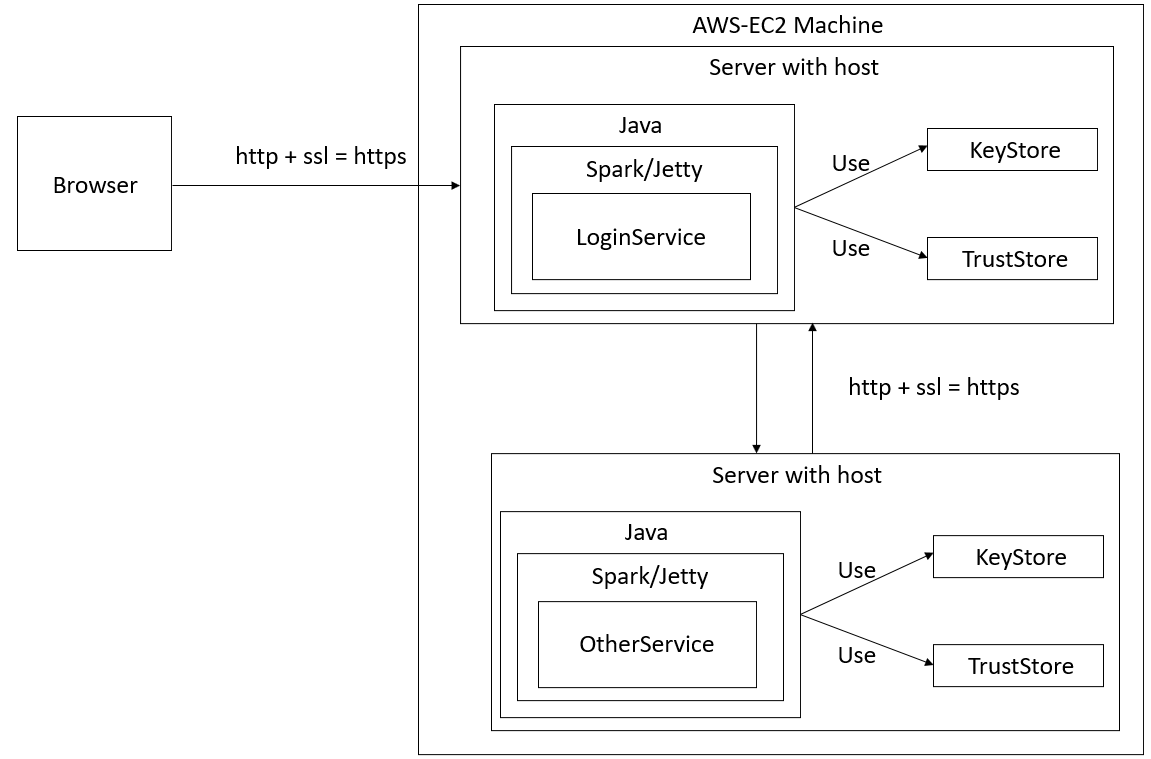 AWS-EC2 Machine
Server with host
Java
Spark/Jetty
LoginService
Use
KeyStore
Use
TrustStore
Browser
http + ssl = https
http + ssl = https
Server with host
Java
Spark/Jetty
OtherService
Use
KeyStore
Use
TrustStore